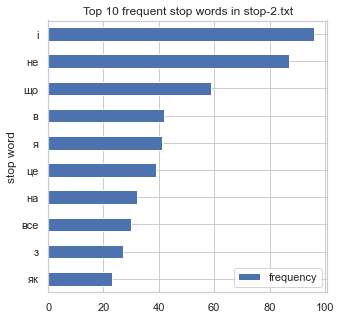 Top 10 frequent stop words in stop-2.txt
stop word
і
не
що
в
я
це
на
все
з
як
frequency
0 20 40 60 80 100